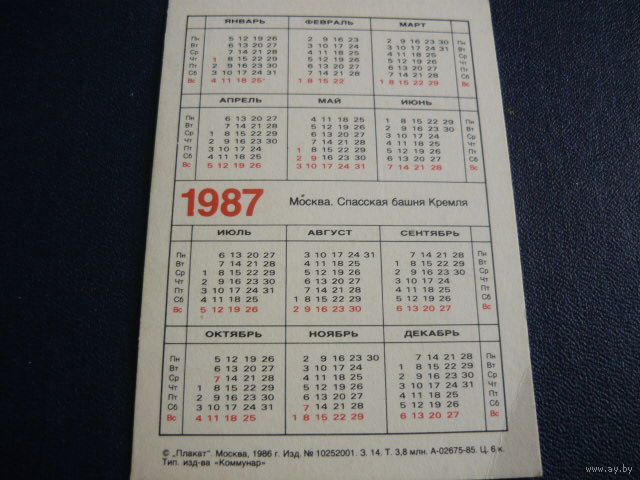 ЯНВАРЬ ФЕВРАЛЬ МАРТ
Пн 5 12 19 26 2 9 16 23 2 9 16 23 30 Пн
Вт 6 13 20 27 3 10 17 24 3 10 17 24 31 Вт
Ср 7 14 21 28 4 11 18 25 4 11 18 25 Ср
Чт 1 8 15 22 29 5 12 19 26 5 12 19 26 Чт
Пт 2 9 16 23 30 6 13 20 27 6 13 20 27 Пт
Сб 3 10 17 24 31 7 14 21 28 7 14 21 28 Сб
Вс 4 11 18 25 1 8 15 22 1 8 15 22 29 Вс
АПРЕЛЬ МАЙ ИЮНЬ
Пн 6 13 20 27 4 11 18 25 1 8 15 22 29 Пн
Вт 7 14 21 28 5 12 19 26 2 9 16 23 30 Вт
Ср 1 8 15 22 29 6 13 20 27 3 10 17 24 Ср
Чт 2 9 16 23 30 7 14 21 28 4 11 18 25 Чт
Пт 3 10 17 24 1 8 15 22 29 5 12 19 26 Пт
Сб 4 11 18 25 2 9 16 23 30 6 13 20 27 Сб
Вс 5 12 19 26 3 10 17 24 31 7 14 21 28 Вс
1987 Москва. Спасская башня Кремля
ИЮЛЬ АВГУСТ СЕНТЯБРЬ
Пн 6 13 20 27 3 10 17 24 31 7 14 21 28 Пн
Вт 7 14 21 28 4 11 18 25 1 8 15 22 29 Вт
Ср 1 8 15 22 29 5 12 19 26 2 9 16 23 30 Ср
Чт 2 9 16 23 30 6 13 20 27 3 10 17 24 Чт
Пт 3 10 17 24 31 7 14 21 28 4 11 18 25 Пт
Сб 4 11 18 25 1 8 15 22 29 5 12 19 26 Сб
Вс 5 12 19 26 2 9 16 23 30 6 13 20 27 Вс
ОКТЯБРЬ НОЯБРЬ ДЕКАБРЬ
Пн 5 12 19 26 2 9 16 23 30 7 14 21 28 Пн
Вт 6 13 20 27 3 10 17 24 1 8 15 22 29 Вт
Ср 7 14 21 28 4 11 18 25 2 9 16 23 30 Ср
Чт 1 8 15 22 29 5 12 19 26 3 10 17 24 31 Чт
Пт 2 9 16 23 30 6 13 20 27 4 11 18 25 Пт
Сб 3 10 17 24 31 7 14 21 28 5 12 19 26 Сб
Вс 4 11 18 25 1 8 15 22 29 6 13 20 27 Вс
© „Плакат". Москва, 1986 г. Изд. № 10252001. З. 14. Т. 3,8 млн. А-02675-85. Ц. 6 к.
Тип. изд-ва «Коммунар»
www.ay.by